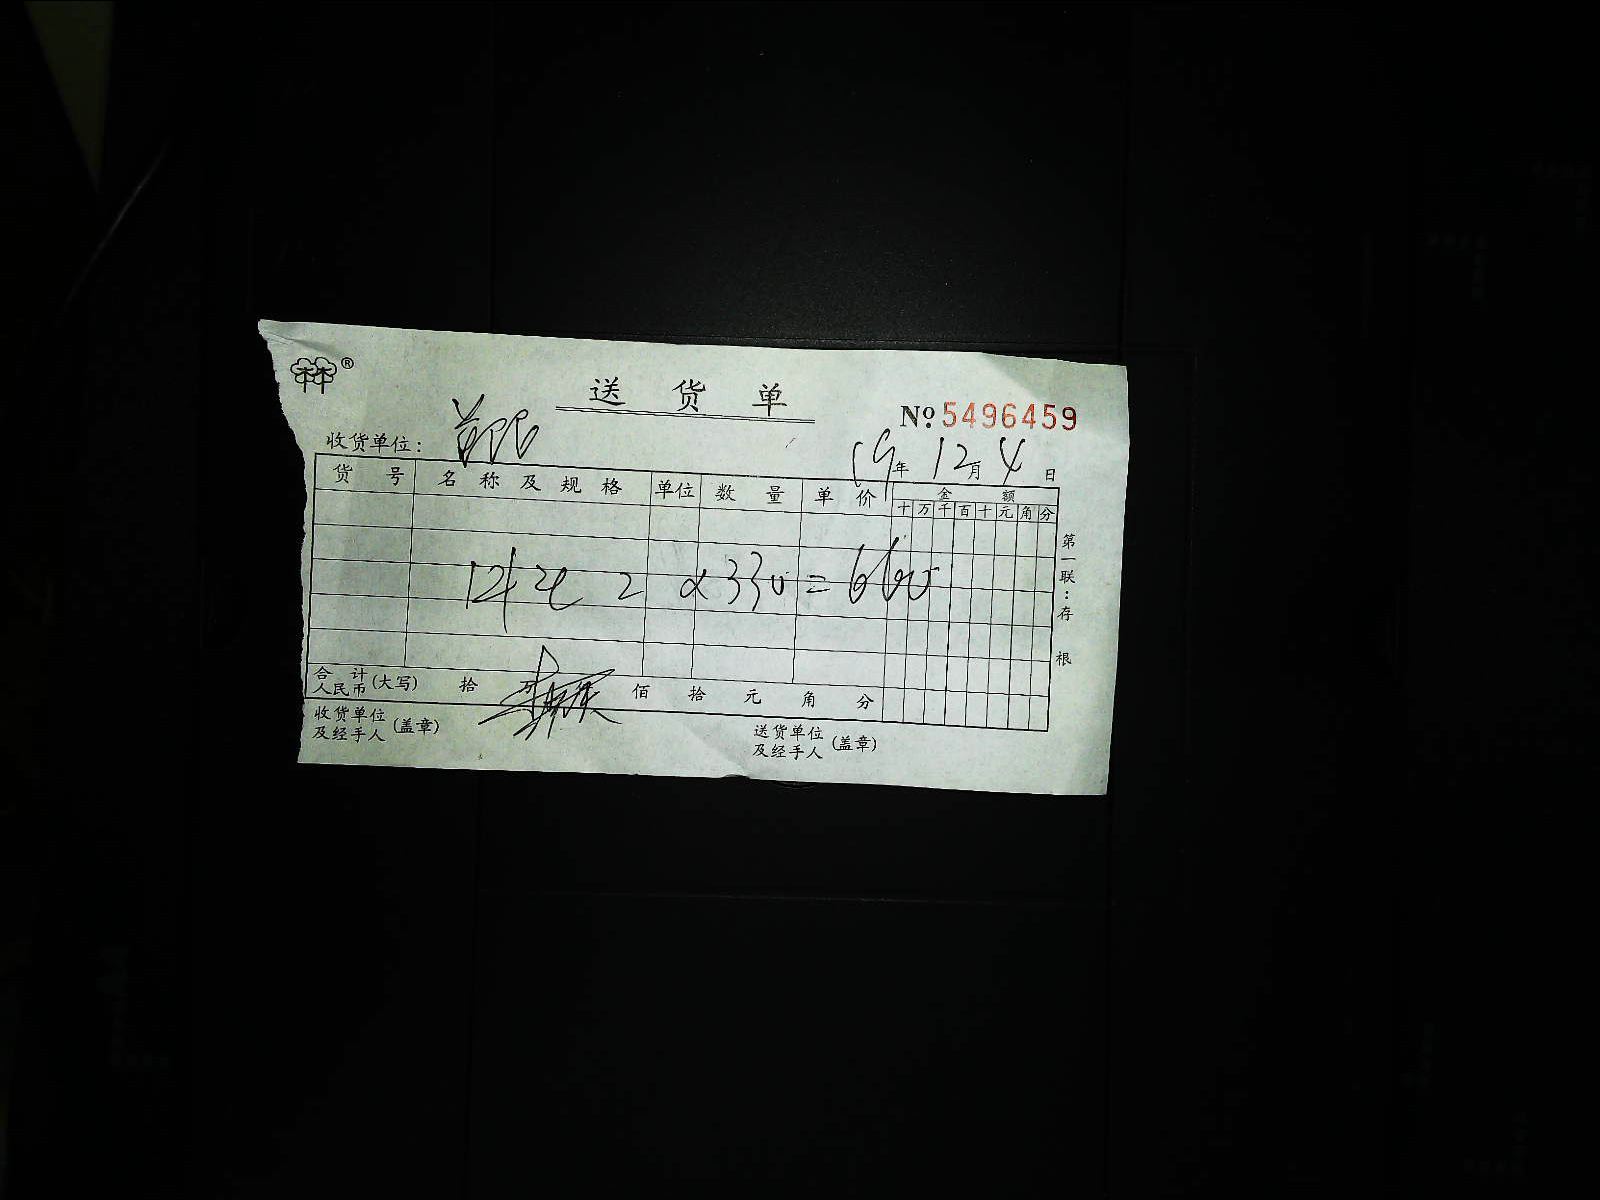 ®
送货单
№ 5496459
收货单位：
19年12月4日
货号 名称及规格 单位 数量 单价 金额
十万千百十元角分
2 × 330 = 660
第一联：存根
合计人民币(大写) 拾 万 佰 拾 元 角 分
收货单位及经手人(盖章)
送货单位及经手人(盖章)